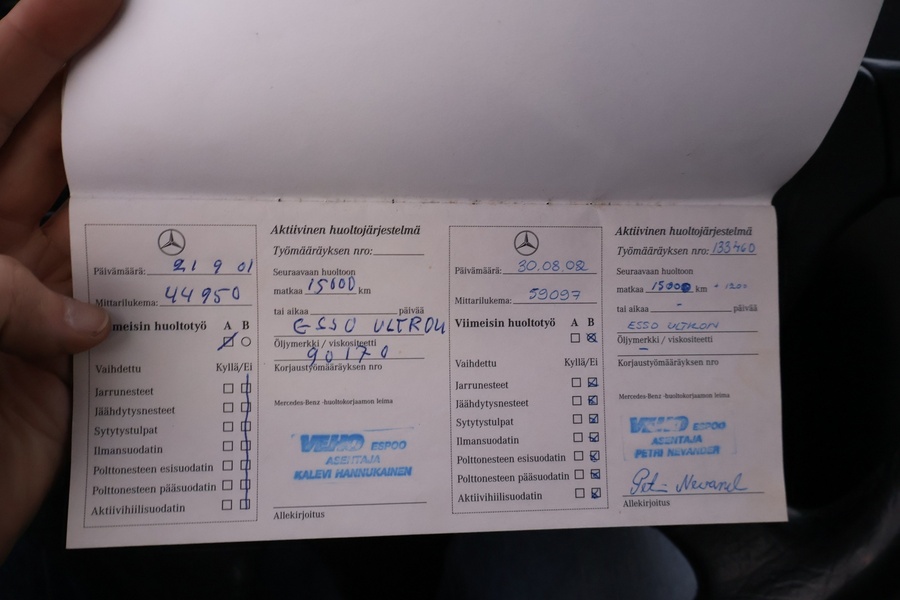 Päivämäärä: 21 9 01
Mittarilukema: 44950
meisin huoltotyö A B
Vaihdettu Kyllä/Ei
Jarrunesteet
Jäähdytysnesteet
Sytytystulpat
Ilmansuodatin
Polttonesteen esisuodatin
Polttonesteen pääsuodatin
Aktiivihiilisuodatin
Aktiivinen huoltojärjestelmä
Työmääräyksen nro:
Seuraavaan huoltoon
matkaa 15000 km
tai aikaa päivää
ESSO ULTRON
Öljymerkki / viskositeetti
90170
Korjaustyömääräyksen nro
Mercedes-Benz -huoltokorjaamon leima
VEHO ESPOO
ASENTAJA
KALEVI HANNUKAINEN
Allekirjoitus
Päivämäärä: 30.08.02
Mittarilukema: 59097
Viimeisin huoltotyö A B
Vaihdettu Kyllä/Ei
Jarrunesteet
Jäähdytysnesteet
Sytytystulpat
Ilmansuodatin
Polttonesteen esisuodatin
Polttonesteen pääsuodatin
Aktiivihiilisuodatin
Aktiivinen huoltojärjestelmä
Työmääräyksen nro: 133460
Seuraavaan huoltoon
matkaa 15000 km + 1200
tai aikaa - päivää
ESSO ULTRON
Öljymerkki / viskositeetti
-
Korjaustyömääräyksen nro
Mercedes-Benz -huoltokorjaamon leima
VEHO ESPOO
ASENTAJA
PETRI NEVANDER
Allekirjoitus